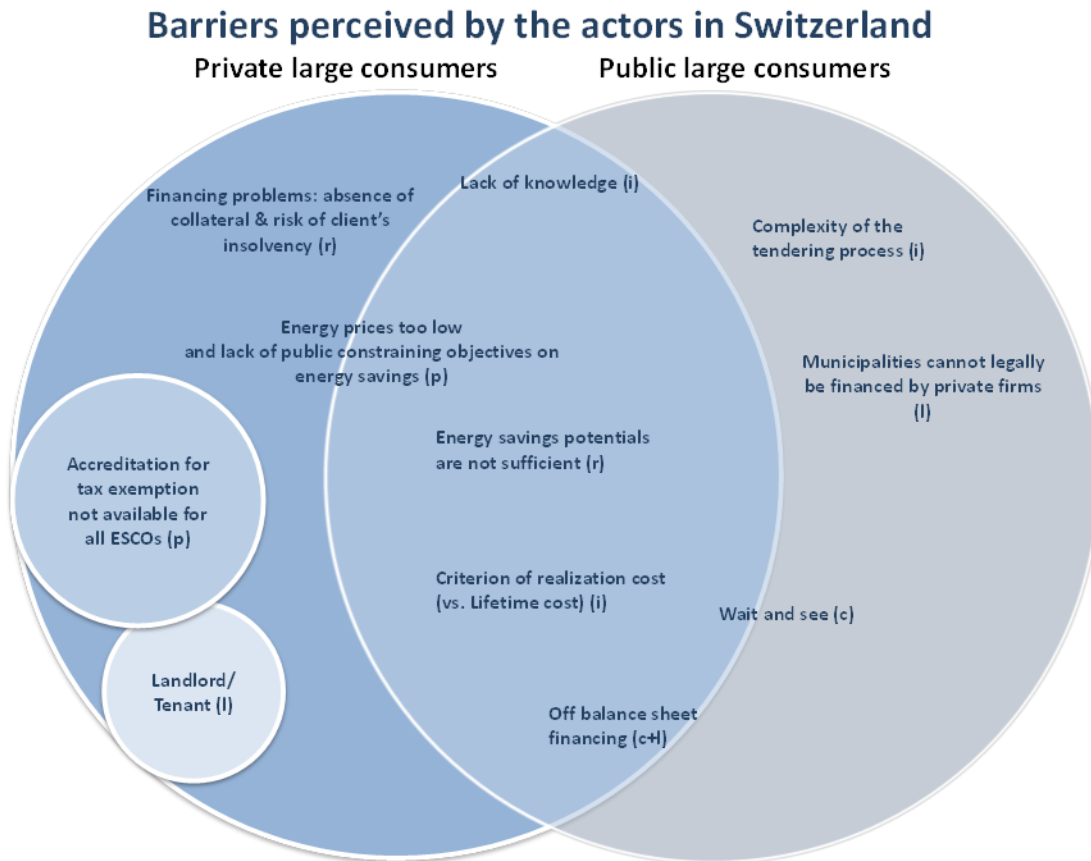 Barriers perceived by the actors in Switzerland
Private large consumers
Public large consumers
Lack of knowledge (i)
Financing problems: absence of
collateral & risk of client's
insolvency (r)
Complexity of the
tendering process (i)
Energy prices too low
and lack of public constraining objectives on
energy savings (p)
Municipalities cannot legally
be financed by private firms
(l)
Energy savings potentials
are not sufficient (r)
Accreditation for
tax exemption
not available for
all ESCOs (p)
Criterion of realization cost
(vs. Lifetime cost) (i)
Wait and see (c)
Landlord/
Tenant (l)
Off balance sheet
financing (c+l)